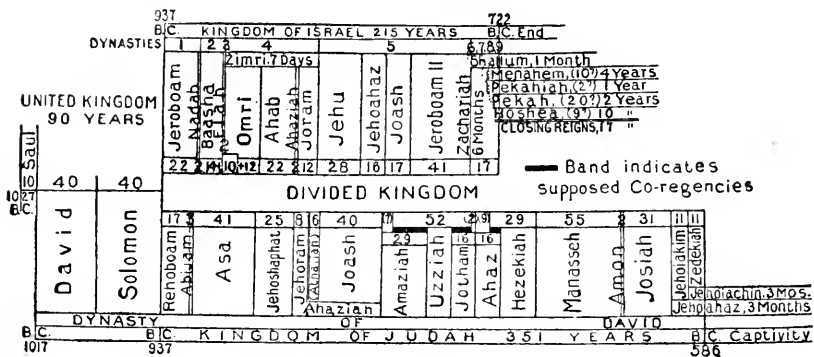 937
722
B.C. KINGDOM OF ISRAEL 215 YEARS B.C. End
DYNASTIES 1 2 3 4 5 6,7,8,9
Zimri.7 Days
Shallum, 1 Month
Menahem, (10?) 4 Years
Pekahiah, (2?) 1 Year
Pekah, (20?) 2 Years
Hoshea, (9?) 10 "
CLOSING REIGNS, 17 "
UNITED KINGDOM
90 YEARS
Jeroboam
Nadab
Baasha
Elah
Omri
Ahab
Ahaziah
Joram
Jehu
Jehoahaz
Joash
Jeroboam II
Zachariah
6 Months
22 2 14+ 10+12 22 2 12 28 16 17 41 17
Band indicates
supposed Co-regencies
Saul
10 40 40
DIVIDED KINGDOM
1027
B.C.
17 3 41 25 8 6 40 52 29 55 2 31 11 11
29 16 16
David
Solomon
Rehoboam
Abijam
Asa
Jehoshaphat
Jehoram
(Athaliah)
Joash
Amaziah
Uzziah
Jotham
Ahaz
Hezekiah
Manasseh
Amon
Josiah
Jehoiakim
Zedekiah
Jehoiachin, 3 Mos.
Ahaziah
Jehoahaz, 3 Months
DYNASTY OF DAVID
B.C. B.C. KINGDOM OF JUDAH 351 YEARS B.C. Captivity
1017 937 586